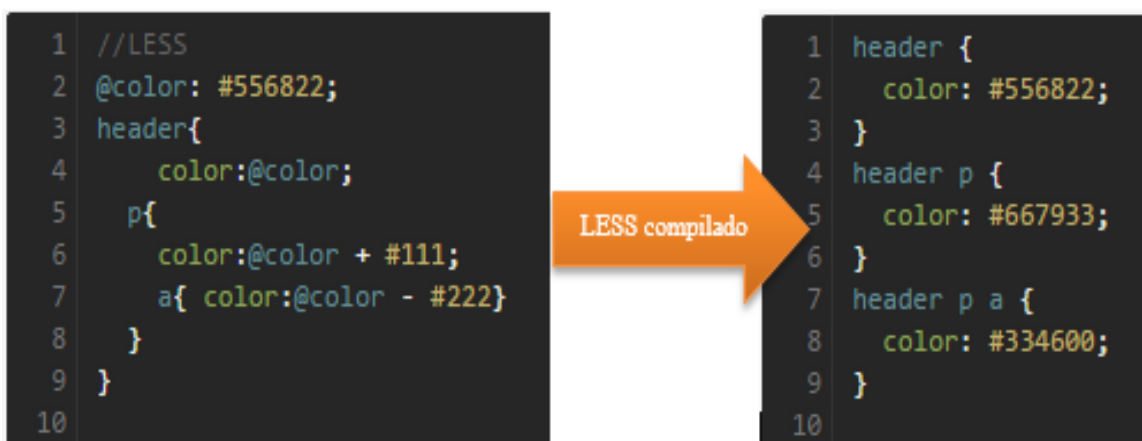 1 //LESS
2 @color: #556822;
3 header{
4 color:@color;
5 p{
6 color:@color + #111;
7 a{ color:@color - #222}
8 }
9 }
10
LESS compilado
1 header {
2 color: #556822;
3 }
4 header p {
5 color: #667933;
6 }
7 header p a {
8 color: #334600;
9 }
10